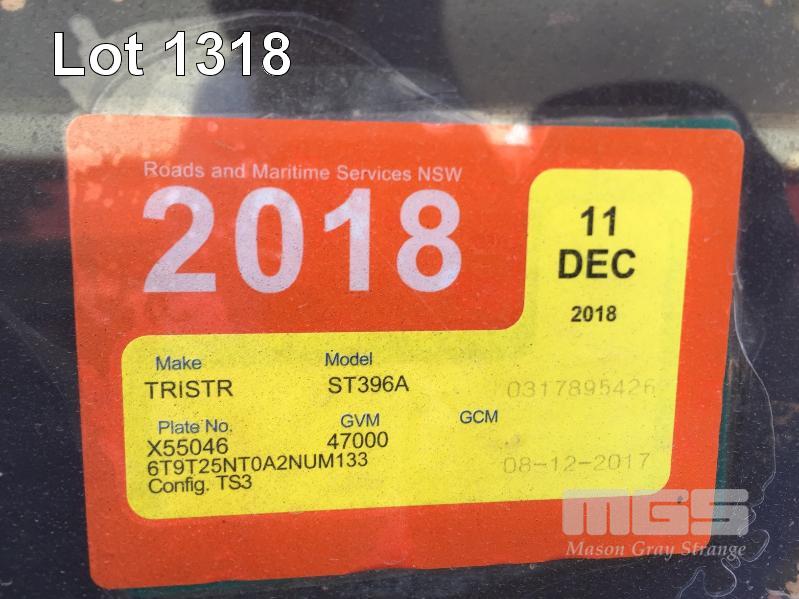 Lot 1318
Roads and Maritime Services NSW
2018
11
DEC
2018
Make Model
TRISTR ST396A 0317895426
Plate No. GVM GCM
X55046 47000
6T9T25NT0A2NUM133
08-12-2017
Config. TS3
MGS
Mason Gray Strange